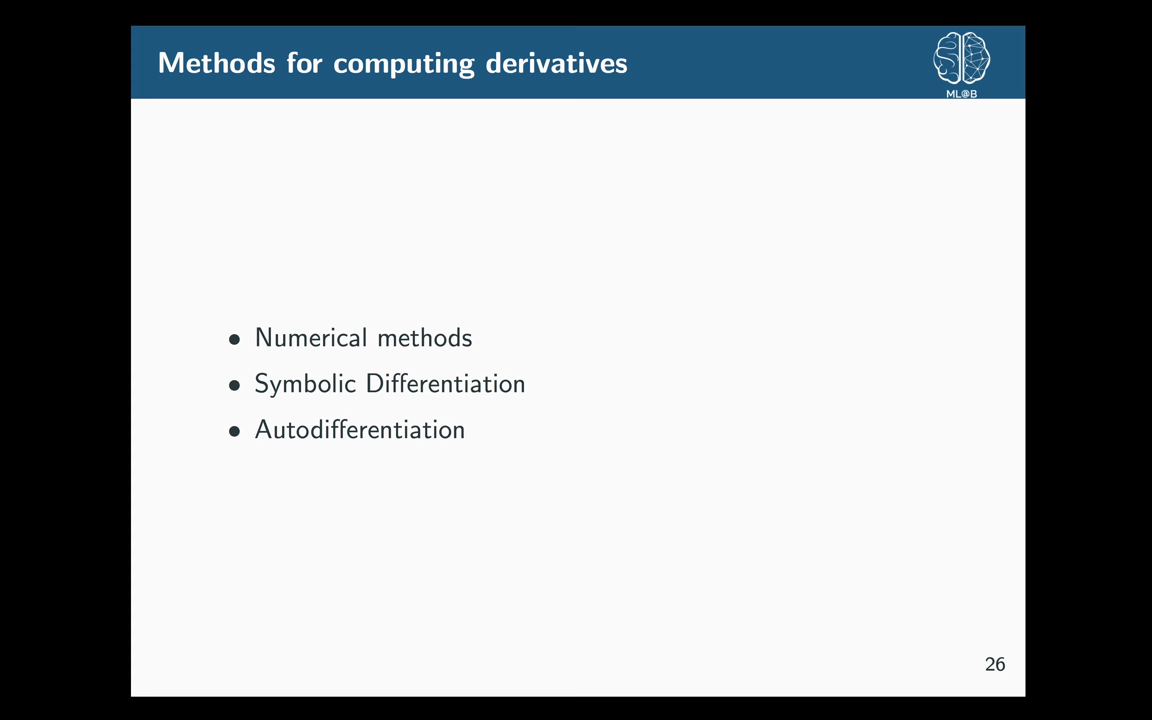 Methods for computing derivatives
ML@B
• Numerical methods
• Symbolic Differentiation
• Autodifferentiation
26